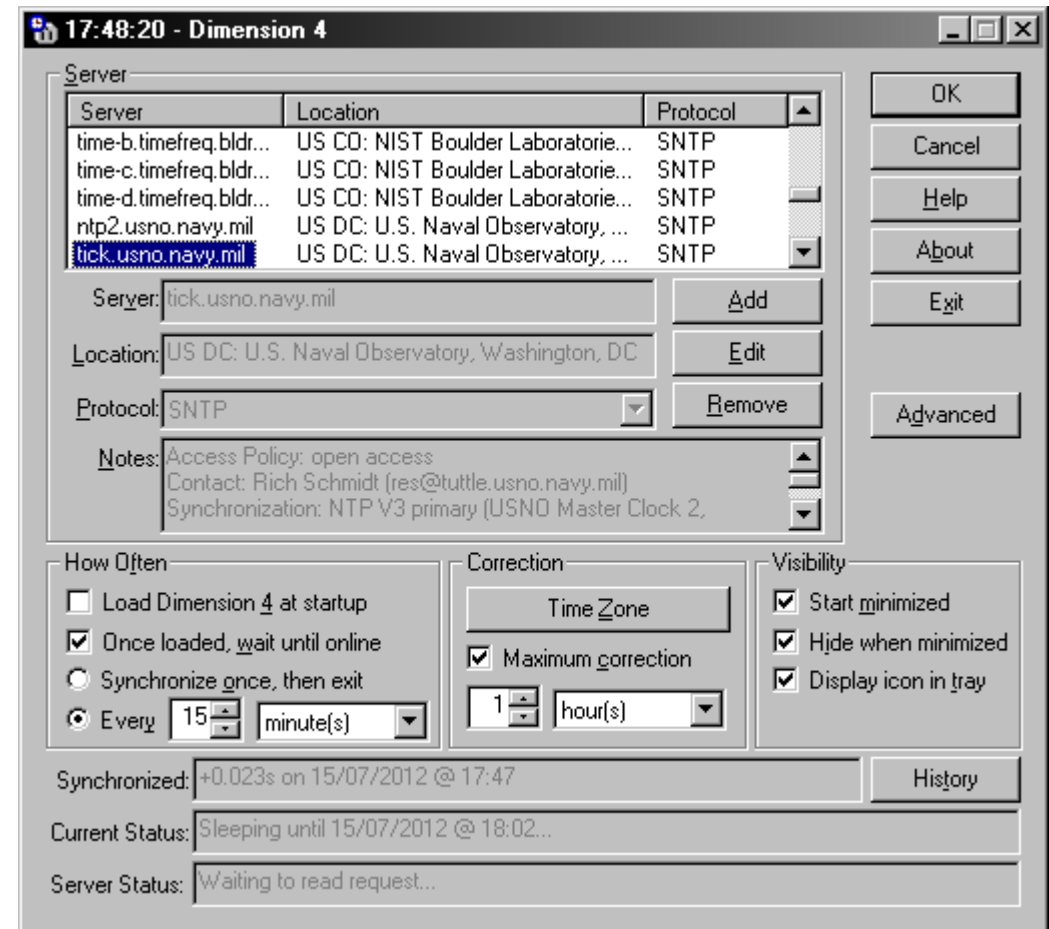 17:48:20 - Dimension 4
Server
Server Location Protocol
time-b.timefreq.bldr... US CO: NIST Boulder Laboratorie... SNTP
time-c.timefreq.bldr... US CO: NIST Boulder Laboratorie... SNTP
time-d.timefreq.bldr... US CO: NIST Boulder Laboratorie... SNTP
ntp2.usno.navy.mil US DC: U.S. Naval Observatory, ... SNTP
tick.usno.navy.mil US DC: U.S. Naval Observatory, ... SNTP
Server: tick.usno.navy.mil Add
Location: US DC: U.S. Naval Observatory, Washington, DC Edit
Protocol: SNTP Remove
Notes: Access Policy: open access
Contact: Rich Schmidt (res@tuttle.usno.navy.mil)
Synchronization: NTP V3 primary (USNO Master Clock 2,
OK
Cancel
Help
About
Exit
Advanced
How Often
Load Dimension 4 at startup
Once loaded, wait until online
Synchronize once, then exit
Every 15 minute(s)
Correction
Time Zone
Maximum correction
1 hour(s)
Visibility
Start minimized
Hide when minimized
Display icon in tray
Synchronized: +0.023s on 15/07/2012 @ 17:47 History
Current Status: Sleeping until 15/07/2012 @ 18:02...
Server Status: Waiting to read request...